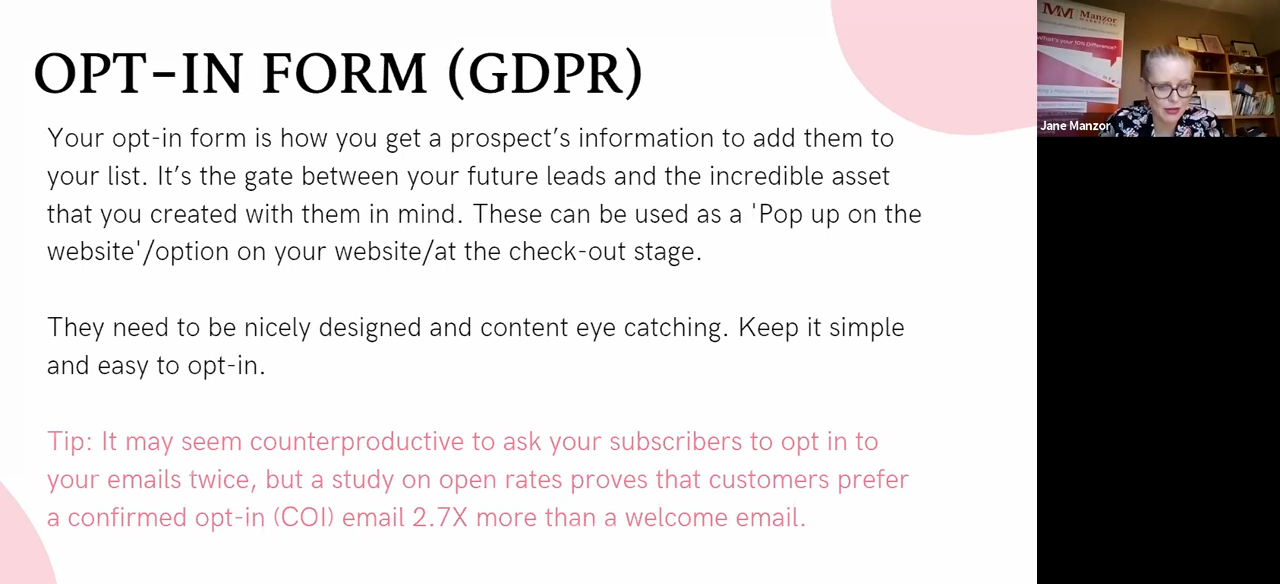 OPT-IN FORM (GDPR)
Your opt-in form is how you get a prospect’s information to add them to
your list. It’s the gate between your future leads and the incredible asset
that you created with them in mind. These can be used as a 'Pop up on the
website'/option on your website/at the check-out stage.
They need to be nicely designed and content eye catching. Keep it simple
and easy to opt-in.
Tip: It may seem counterproductive to ask your subscribers to opt in to
your emails twice, but a study on open rates proves that customers prefer
a confirmed opt-in (COI) email 2.7X more than a welcome email.
MM Manzor
MARKETING
What's your 10% Difference?
Jane Manzor